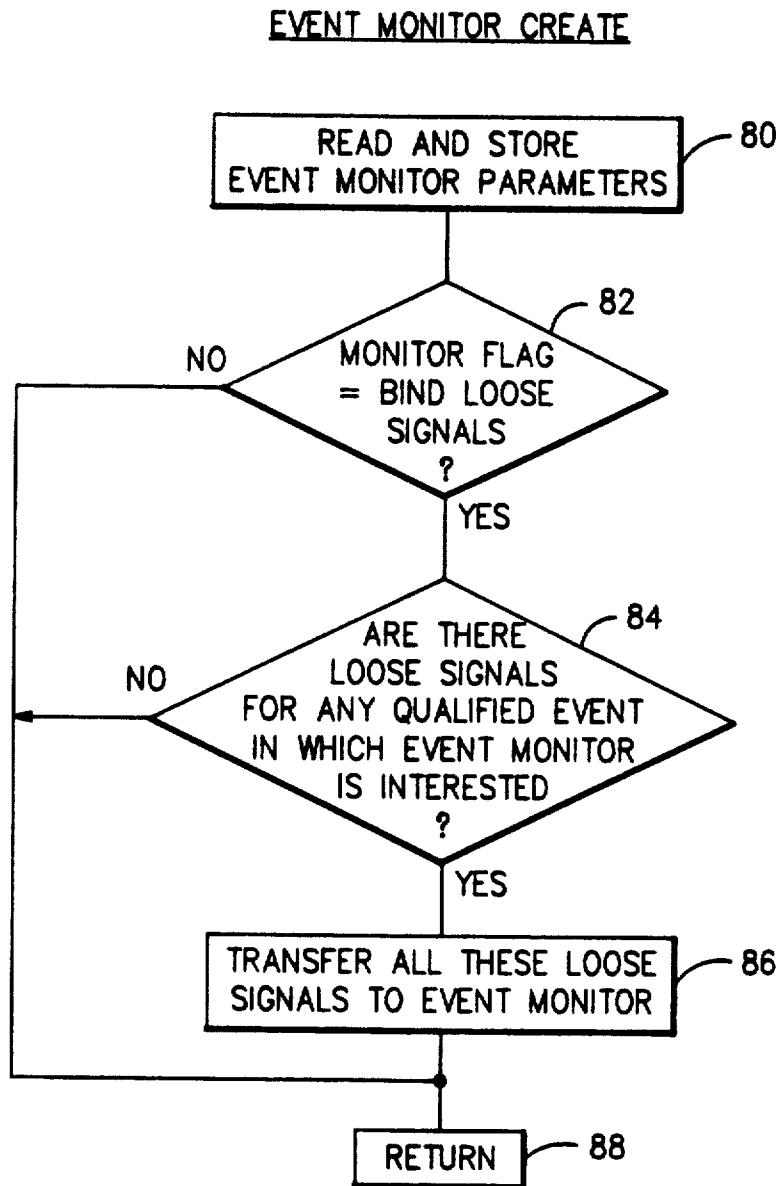 EVENT MONITOR CREATE
READ AND STORE
EVENT MONITOR PARAMETERS
80
82
MONITOR FLAG
= BIND LOOSE
SIGNALS
?
NO
YES
84
ARE THERE
LOOSE SIGNALS
FOR ANY QUALIFIED EVENT
IN WHICH EVENT MONITOR
IS INTERESTED
?
NO
YES
TRANSFER ALL THESE LOOSE
SIGNALS TO EVENT MONITOR
86
RETURN
88